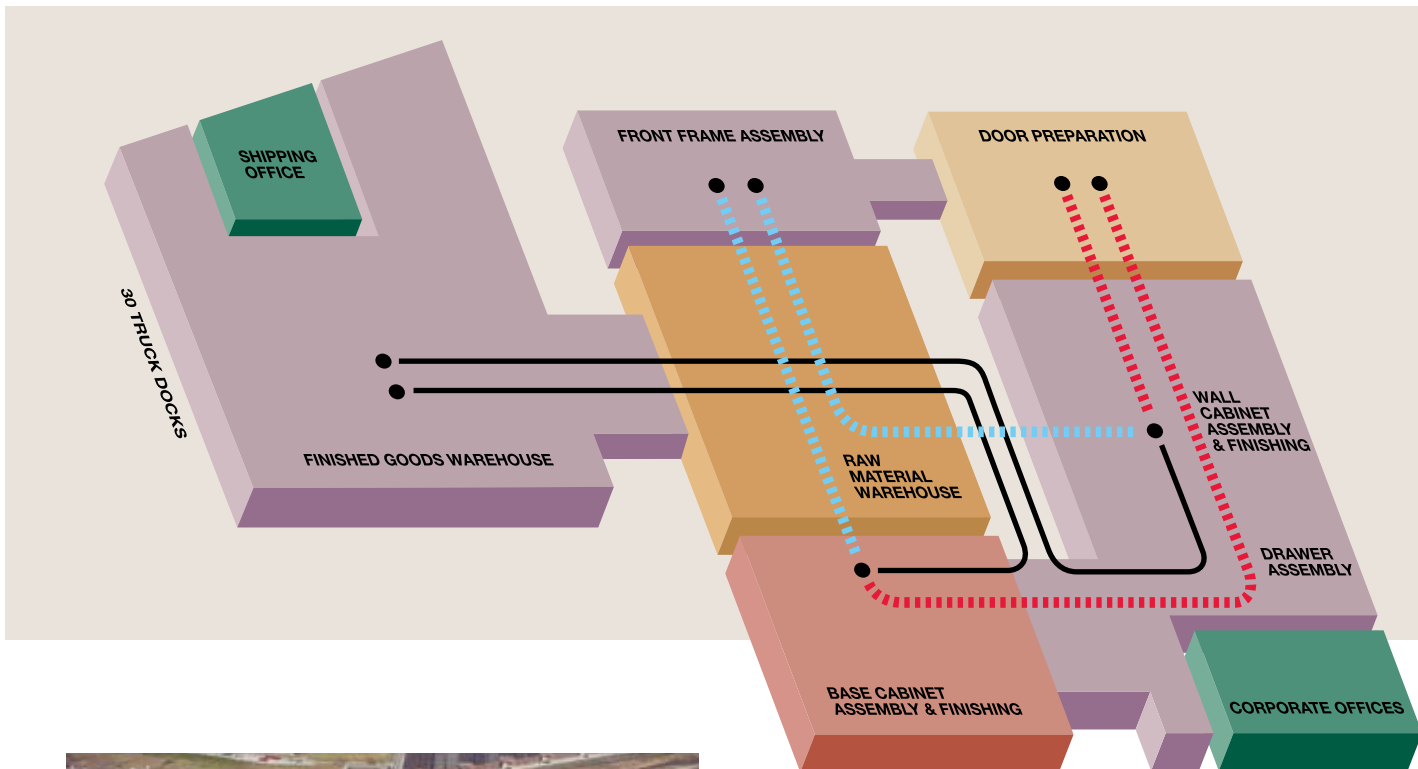 FRONT FRAME ASSEMBLY
DOOR PREPARATION
SHIPPING
OFFICE
30 TRUCK DOCKS
WALL
CABINET
ASSEMBLY
& FINISHING
FINISHED GOODS WAREHOUSE
RAW
MATERIAL
WAREHOUSE
DRAWER
ASSEMBLY
BASE CABINET
ASSEMBLY & FINISHING
CORPORATE OFFICES